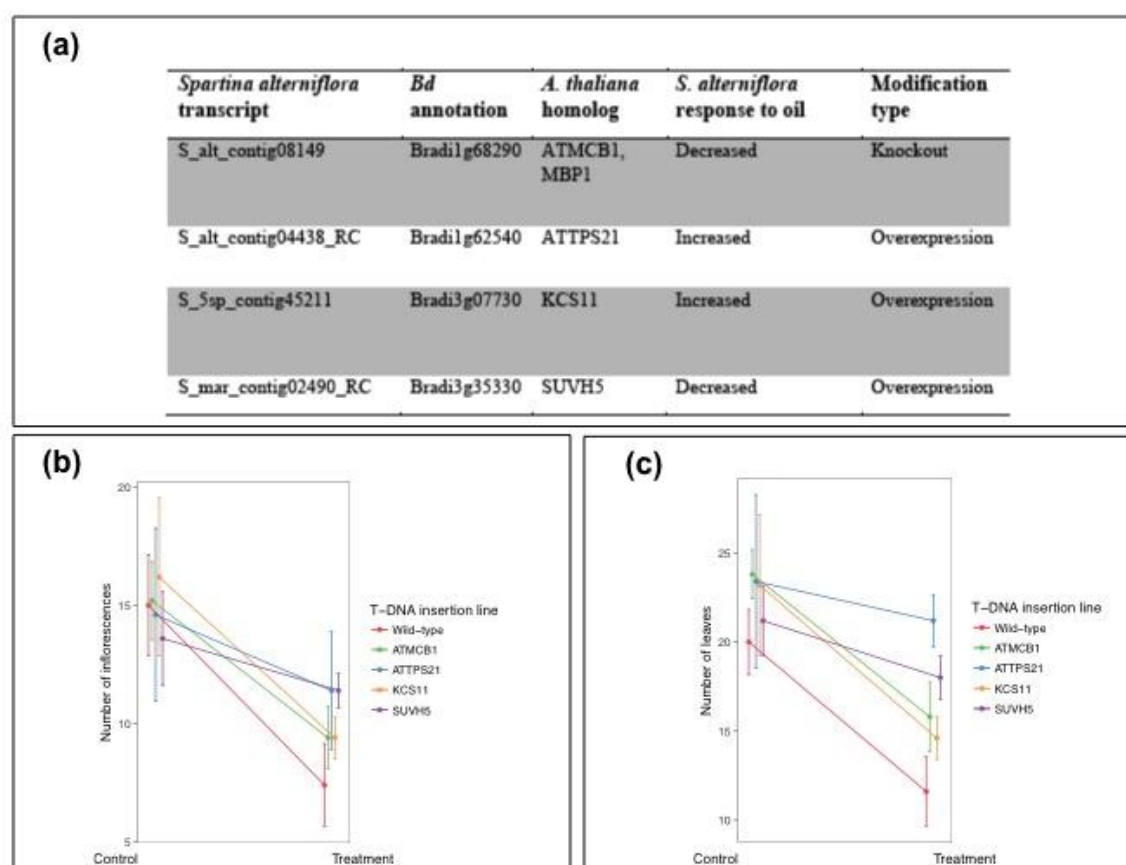 (a)
Spartina alterniflora Bd A. thaliana S. alterniflora Modification
transcript annotation homolog response to oil type
S_alt_contig08149 Bradi1g68290 ATMCB1, Decreased Knockout
MBP1
S_alt_contig04438_RC Bradi1g62540 ATTPS21 Increased Overexpression
S_5sp_contig45211 Bradi3g07730 KCS11 Increased Overexpression
S_mar_contig02490_RC Bradi3g35330 SUVH5 Decreased Overexpression
(b)
20
15
10
5
Number of inflorescences
Control Treatment
T-DNA insertion line
Wild-type
ATMCB1
ATTPS21
KCS11
SUVH5
(c)
25
20
15
10
Number of leaves
Control Treatment
T-DNA insertion line
Wild-type
ATMCB1
ATTPS21
KCS11
SUVH5